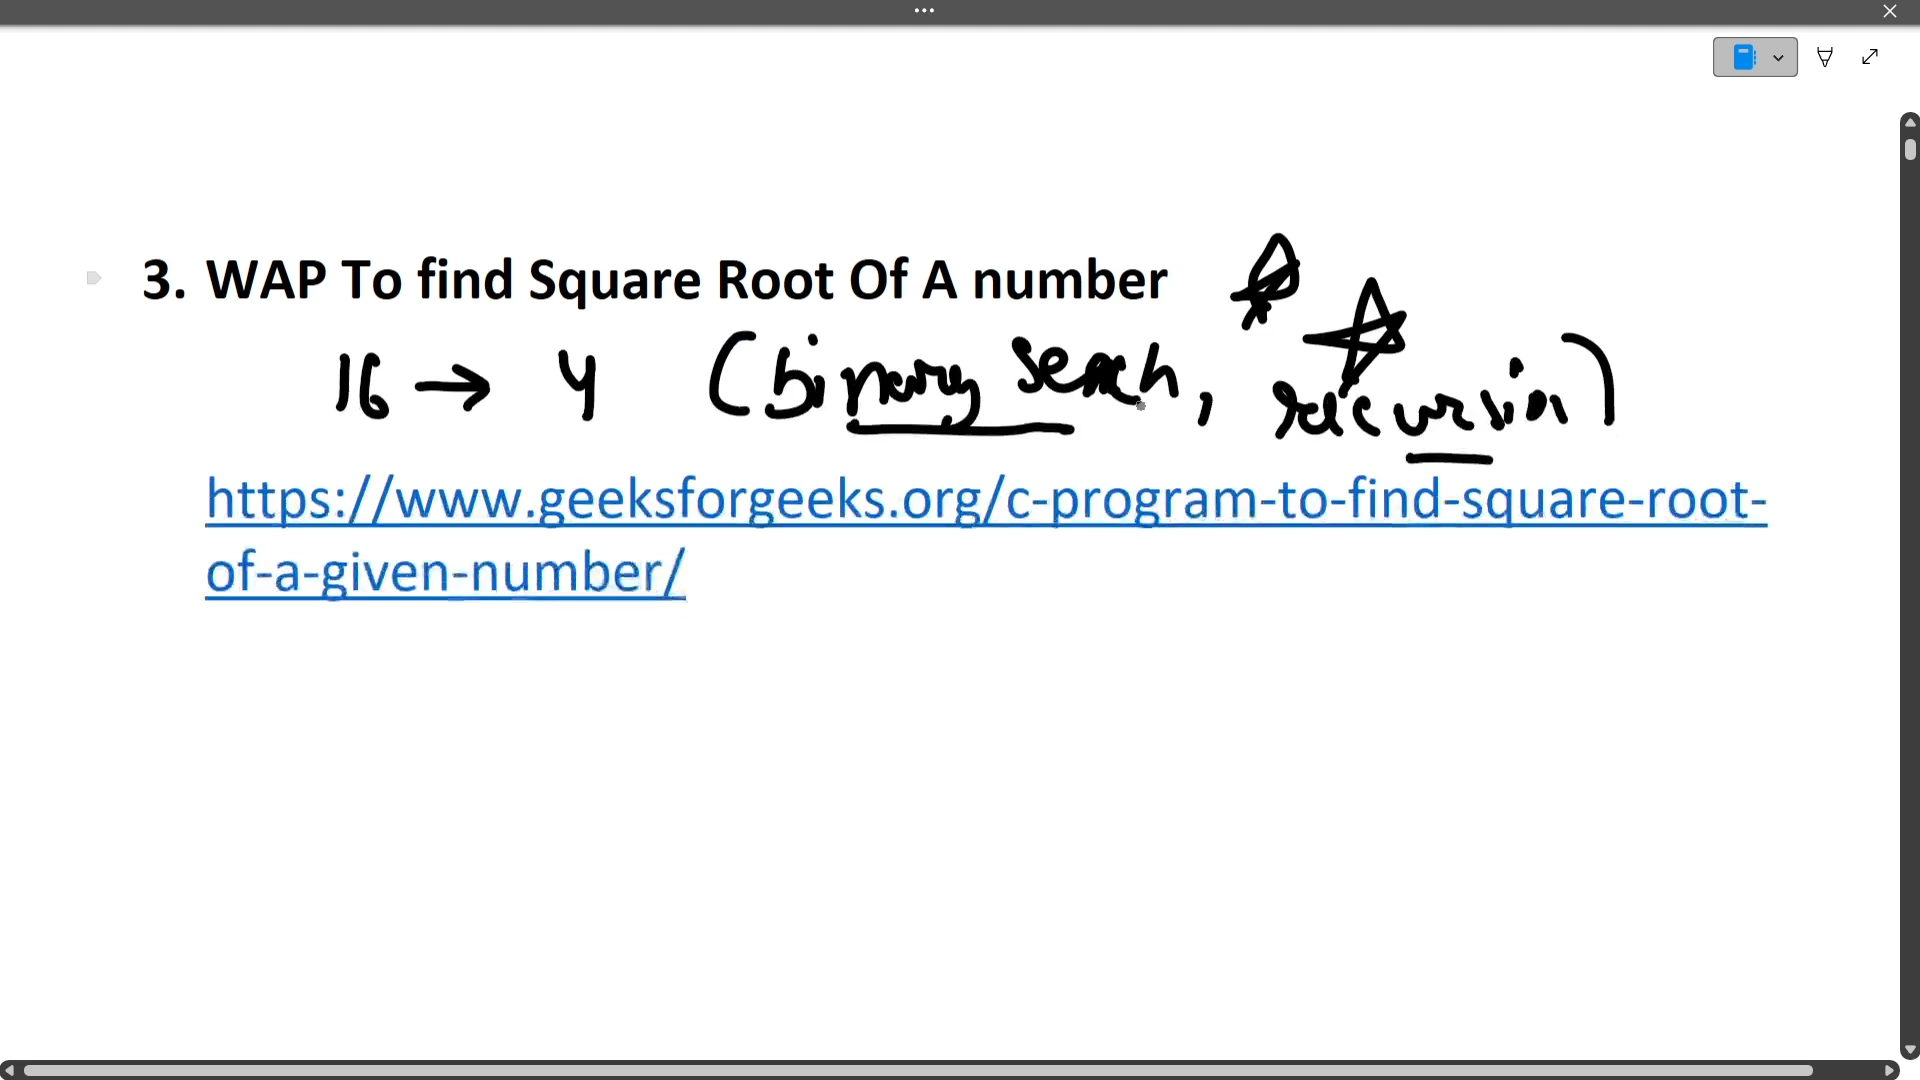 3. WAP To find Square Root Of A number
16 → 4 (binary serach, recursion)
https://www.geeksforgeeks.org/c-program-to-find-square-root-
of-a-given-number/